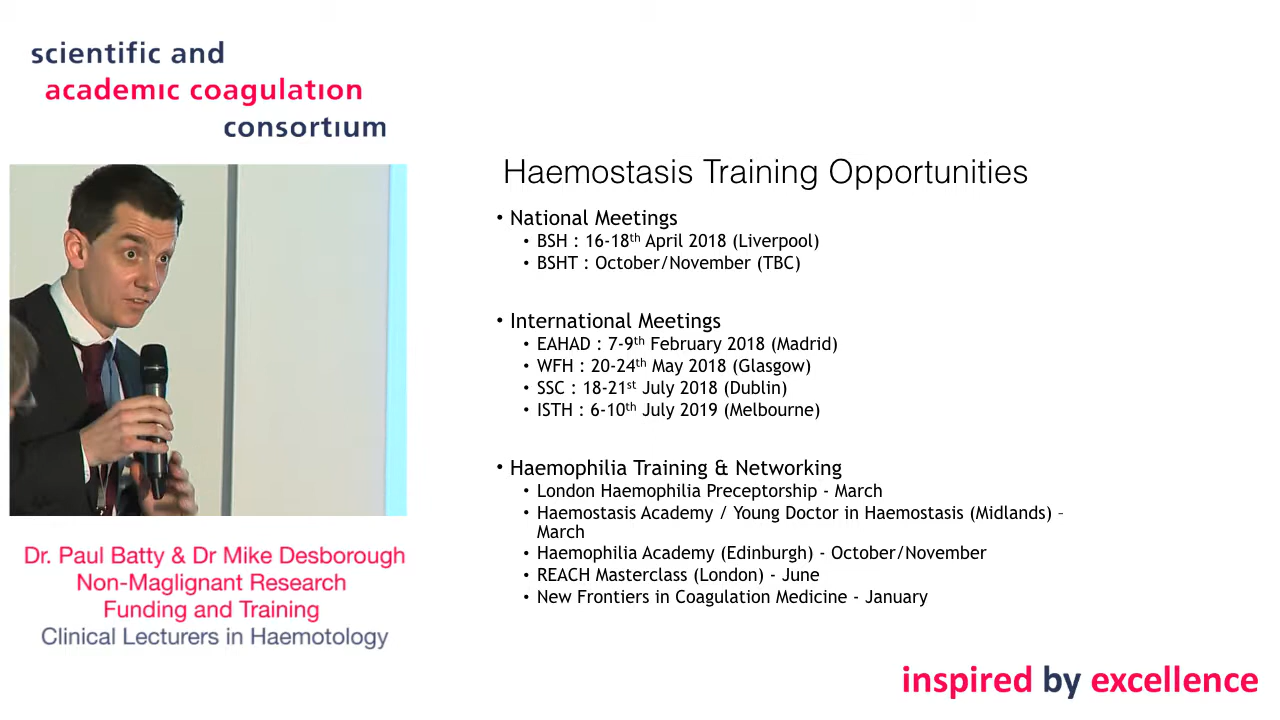 scientific and
academic coagulation
consortium
Haemostasis Training Opportunities
• National Meetings
• BSH : 16-18th April 2018 (Liverpool)
• BSHT : October/November (TBC)
• International Meetings
• EAHAD : 7-9th February 2018 (Madrid)
• WFH : 20-24th May 2018 (Glasgow)
• SSC : 18-21st July 2018 (Dublin)
• ISTH : 6-10th July 2019 (Melbourne)
• Haemophilia Training & Networking
• London Haemophilia Preceptorship - March
• Haemostasis Academy / Young Doctor in Haemostasis (Midlands) –
March
• Haemophilia Academy (Edinburgh) - October/November
• REACH Masterclass (London) - June
• New Frontiers in Coagulation Medicine - January
Dr. Paul Batty & Dr Mike Desborough
Non-Maglignant Research
Funding and Training
Clinical Lecturers in Haemotology
inspired by excellence